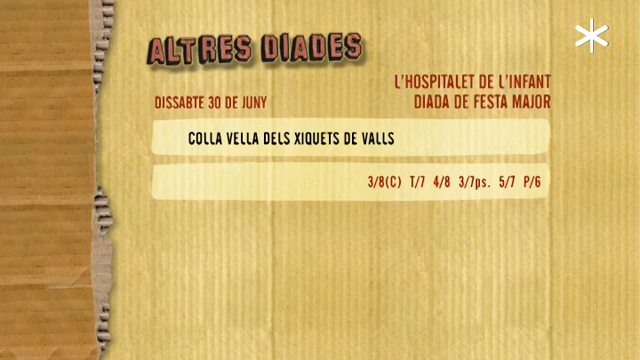 ALTRES DIADES
L'HOSPITALET DE L'INFANT
DISSABTE 30 DE JUNY
DIADA DE FESTA MAJOR
COLLA VELLA DELS XIQUETS DE VALLS
3/8(C) T/7 4/8 3/7ps. 5/7 P/6